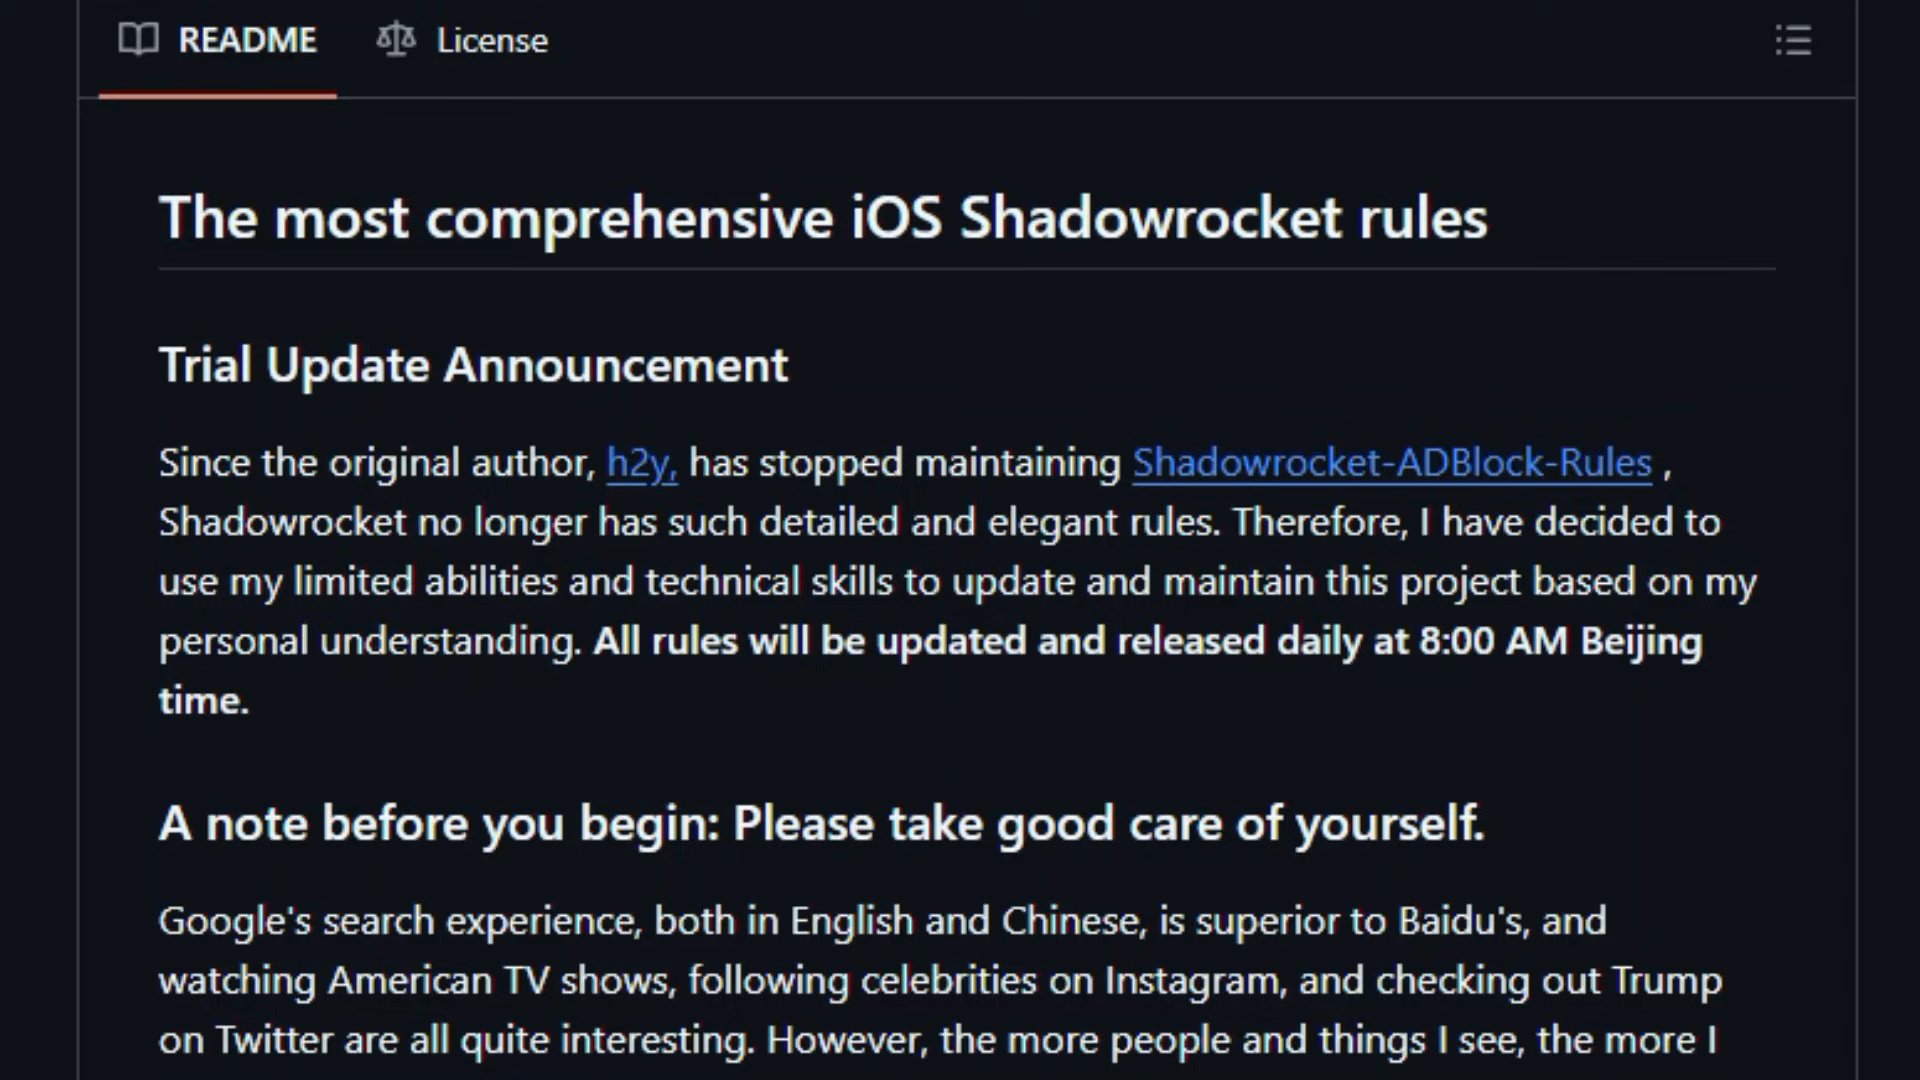 README License
The most comprehensive iOS Shadowrocket rules
Trial Update Announcement
Since the original author, h2y, has stopped maintaining Shadowrocket-ADBlock-Rules ,
Shadowrocket no longer has such detailed and elegant rules. Therefore, I have decided to
use my limited abilities and technical skills to update and maintain this project based on my
personal understanding. All rules will be updated and released daily at 8:00 AM Beijing
time.
A note before you begin: Please take good care of yourself.
Google's search experience, both in English and Chinese, is superior to Baidu's, and
watching American TV shows, following celebrities on Instagram, and checking out Trump
on Twitter are all quite interesting. However, the more people and things I see, the more I